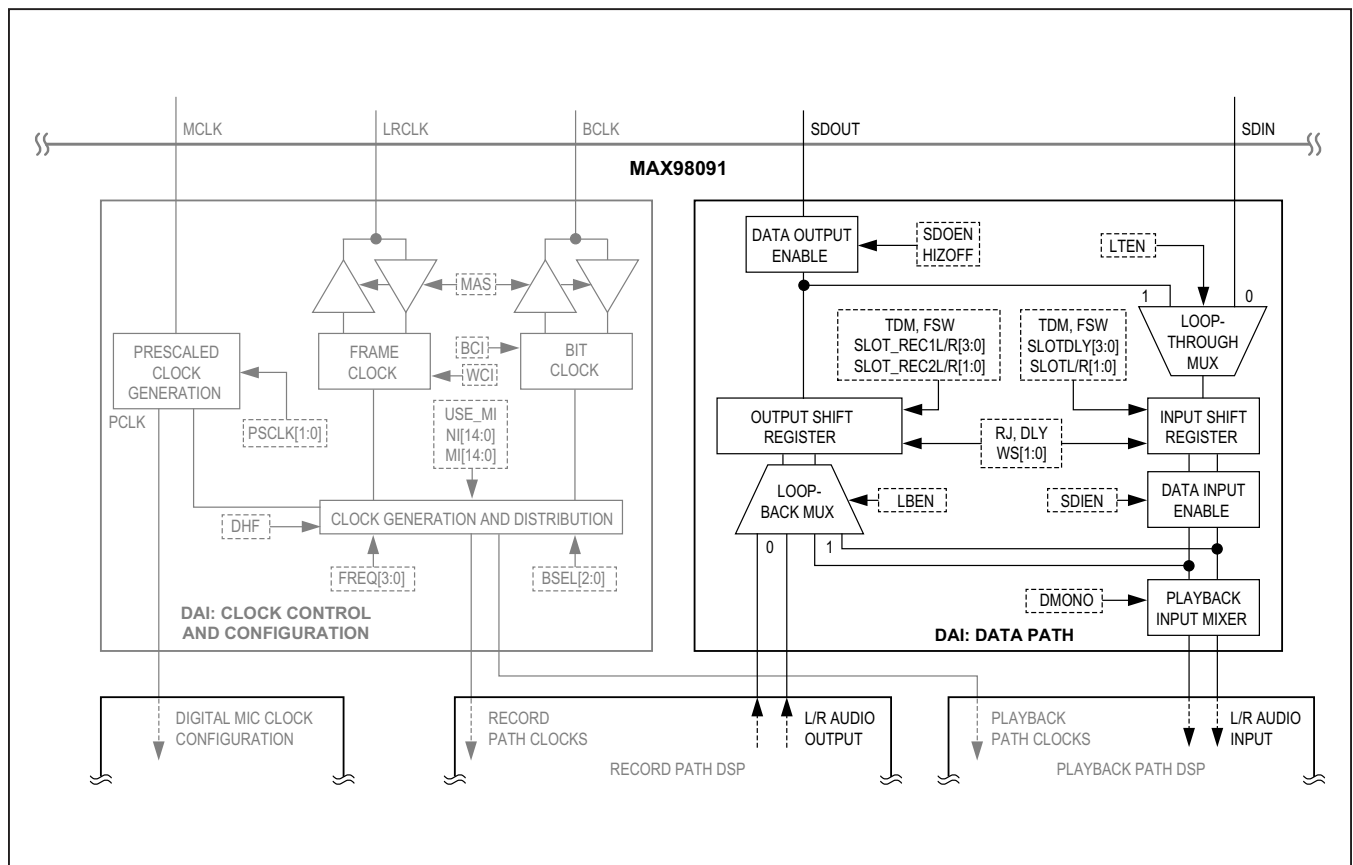 MCLK
LRCLK
BCLK
SDOUT
SDIN
MAX98091
DATA OUTPUT
ENABLE
SDOEN
HIZOFF
LTEN
1
0
MAS
LOOP-
THROUGH
MUX
PRESCALED
CLOCK
GENERATION
FRAME
CLOCK
BCI
WCI
BIT
CLOCK
TDM, FSW
SLOT_REC1L/R[3:0]
SLOT_REC2L/R[1:0]
TDM, FSW
SLOTDLY[3:0]
SLOTL/R[1:0]
PCLK
PSCLK[1:0]
USE_MI
NI[14:0]
MI[14:0]
OUTPUT SHIFT
REGISTER
RJ, DLY
WS[1:0]
INPUT SHIFT
REGISTER
LOOP-
BACK MUX
LBEN
SDIEN
DATA INPUT
ENABLE
DHF
CLOCK GENERATION AND DISTRIBUTION
0
1
FREQ[3:0]
BSEL[2:0]
DMONO
PLAYBACK
INPUT MIXER
DAI: CLOCK CONTROL
AND CONFIGURATION
DAI: DATA PATH
DIGITAL MIC CLOCK
CONFIGURATION
RECORD
PATH CLOCKS
L/R AUDIO
OUTPUT
RECORD PATH DSP
PLAYBACK
PATH CLOCKS
L/R AUDIO
INPUT
PLAYBACK PATH DSP